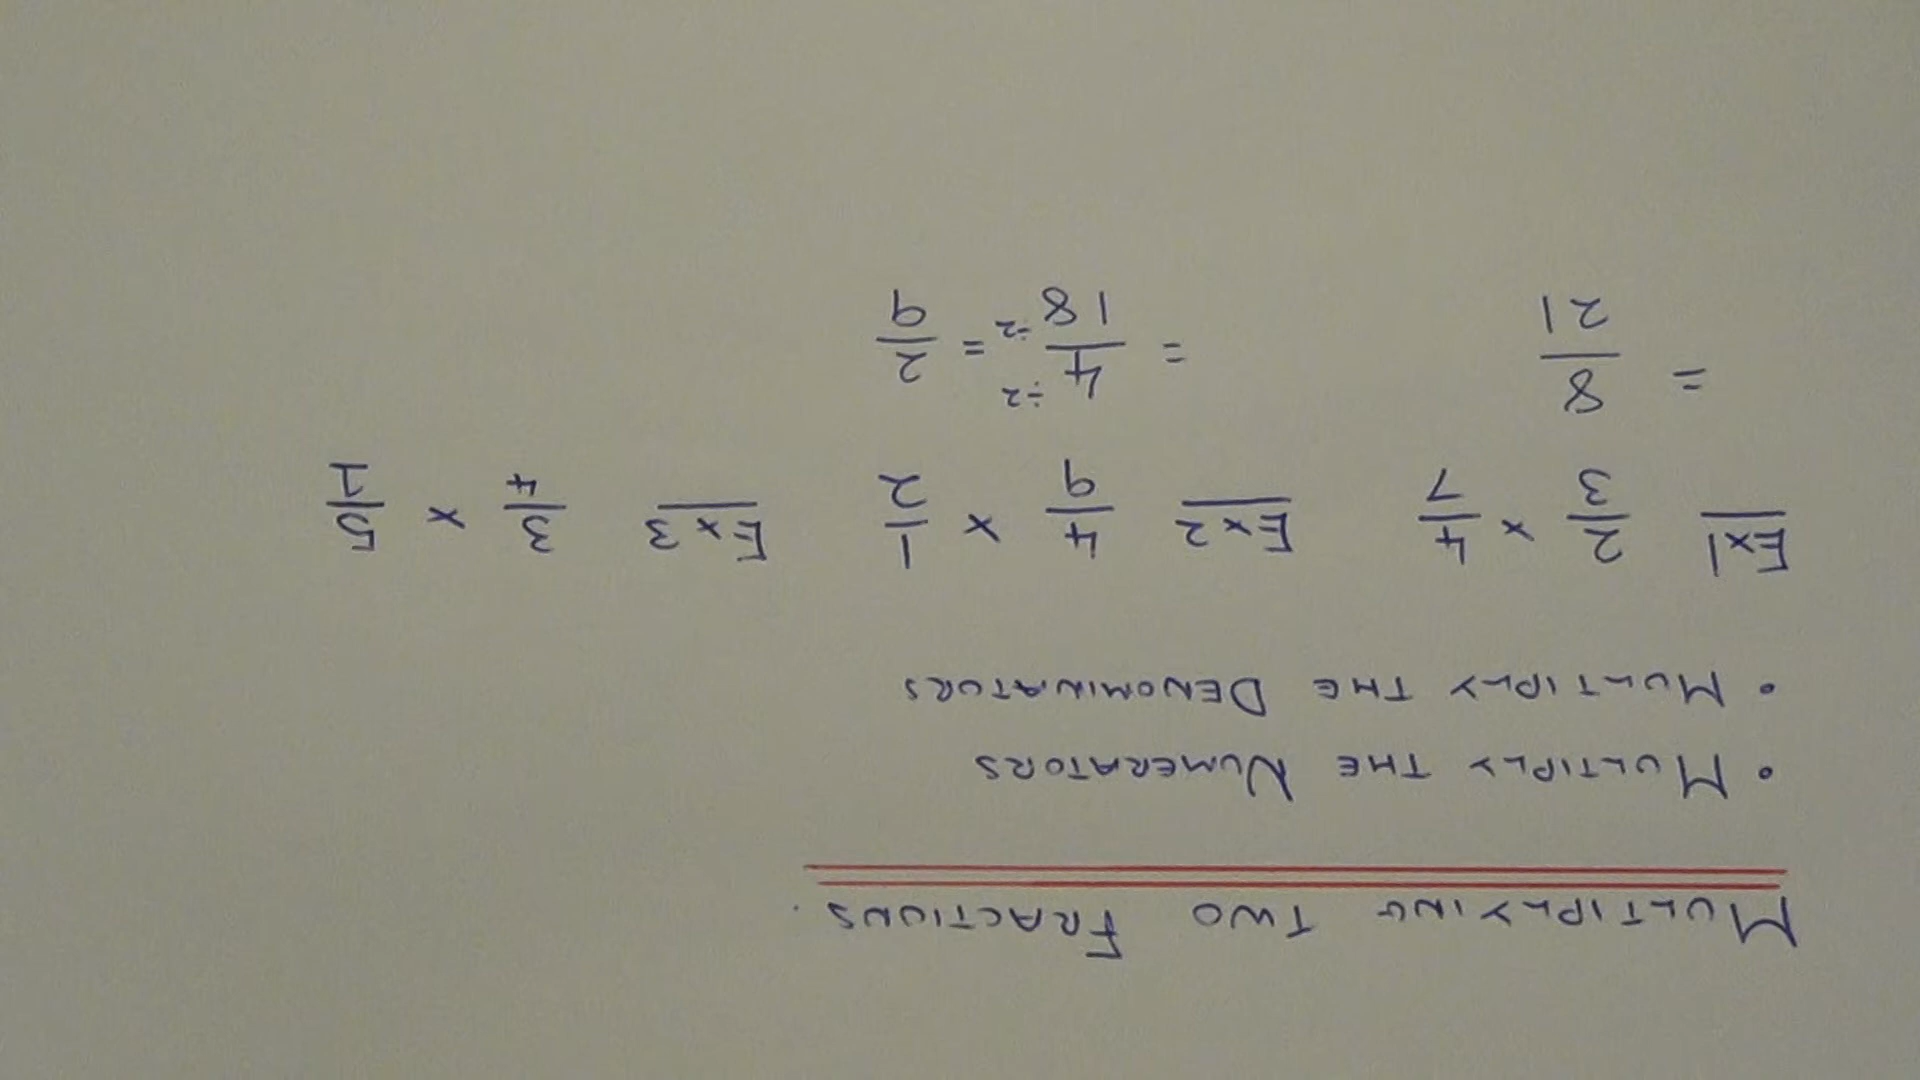 MULTIPLYING TWO FRACTIONS.
• MULTIPLY THE NUMERATORS
• MULTIPLY THE DENOMINATORS
Ex1 2/3 × 4/7 Ex2 4/9 × 1/2 Ex3 3/4 × 5/1
= 8/21 = 4÷2/18÷2 = 2/9